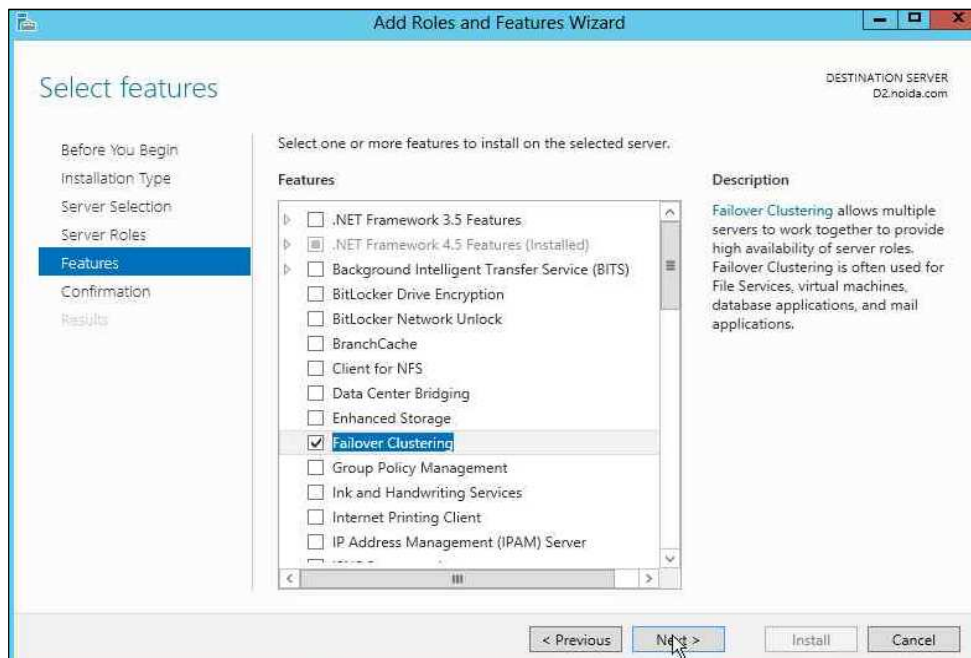 Add Roles and Features Wizard
Select features
DESTINATION SERVER
D2.noida.com
Before You Begin
Installation Type
Server Selection
Server Roles
Features
Confirmation
Results
Select one or more features to install on the selected server.
Features
.NET Framework 3.5 Features
.NET Framework 4.5 Features (Installed)
Background Intelligent Transfer Service (BITS)
BitLocker Drive Encryption
BitLocker Network Unlock
BranchCache
Client for NFS
Data Center Bridging
Enhanced Storage
Failover Clustering
Group Policy Management
Ink and Handwriting Services
Internet Printing Client
IP Address Management (IPAM) Server
Description
Failover Clustering allows multiple
servers to work together to provide
high availability of server roles.
Failover Clustering is often used for
File Services, virtual machines,
database applications, and mail
applications.
< Previous
Next >
Install
Cancel